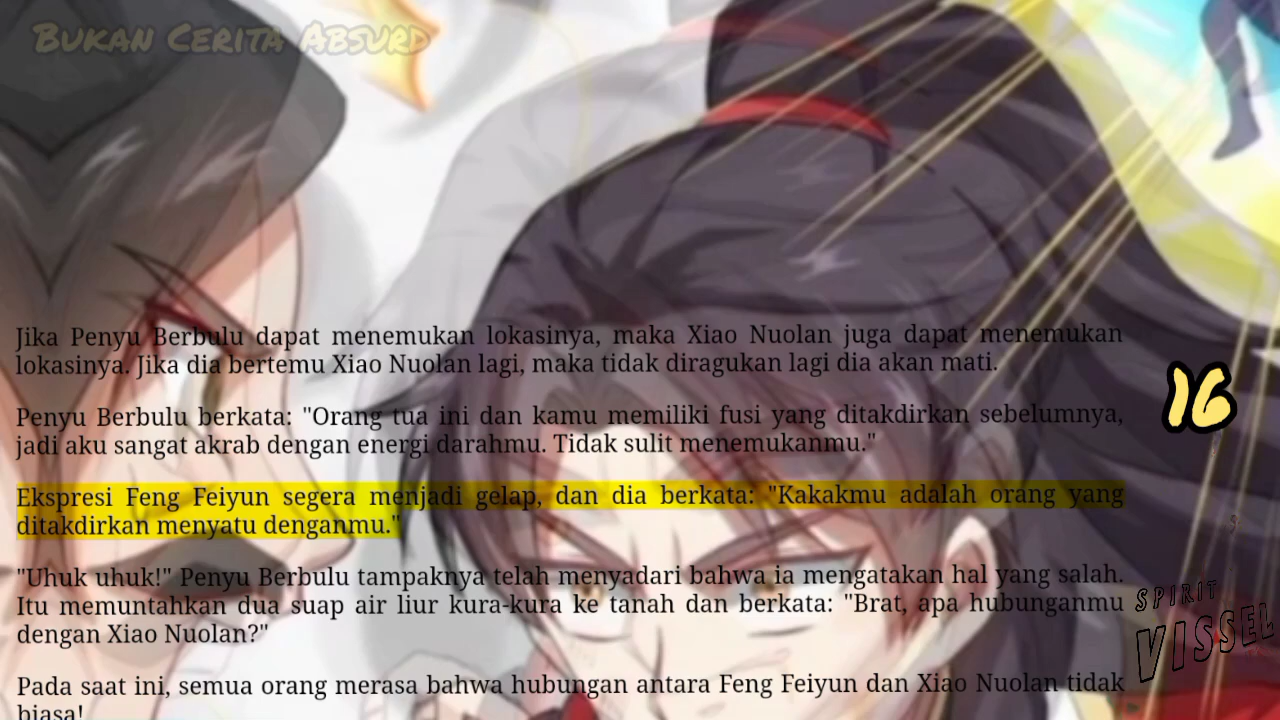 Bukan Cerita Absurd
Jika Penyu Berbulu dapat menemukan lokasinya, maka Xiao Nuolan juga dapat menemukan
lokasinya. Jika dia bertemu Xiao Nuolan lagi, maka tidak diragukan lagi dia akan mati.
Penyu Berbulu berkata: "Orang tua ini dan kamu memiliki fusi yang ditakdirkan sebelumnya,
jadi aku sangat akrab dengan energi darahmu. Tidak sulit menemukanmu."
16
Ekspresi Feng Feiyun segera menjadi gelap, dan dia berkata: "Kakakmu adalah orang yang
ditakdirkan menyatu denganmu."
"Uhuk uhuk!" Penyu Berbulu tampaknya telah menyadari bahwa ia mengatakan hal yang salah.
Itu memuntahkan dua suap air liur kura-kura ke tanah dan berkata: "Brat, apa hubunganmu
dengan Xiao Nuolan?"
SPIRIT
VISSEL
Pada saat ini, semua orang merasa bahwa hubungan antara Feng Feiyun dan Xiao Nuolan tidak
biasa!